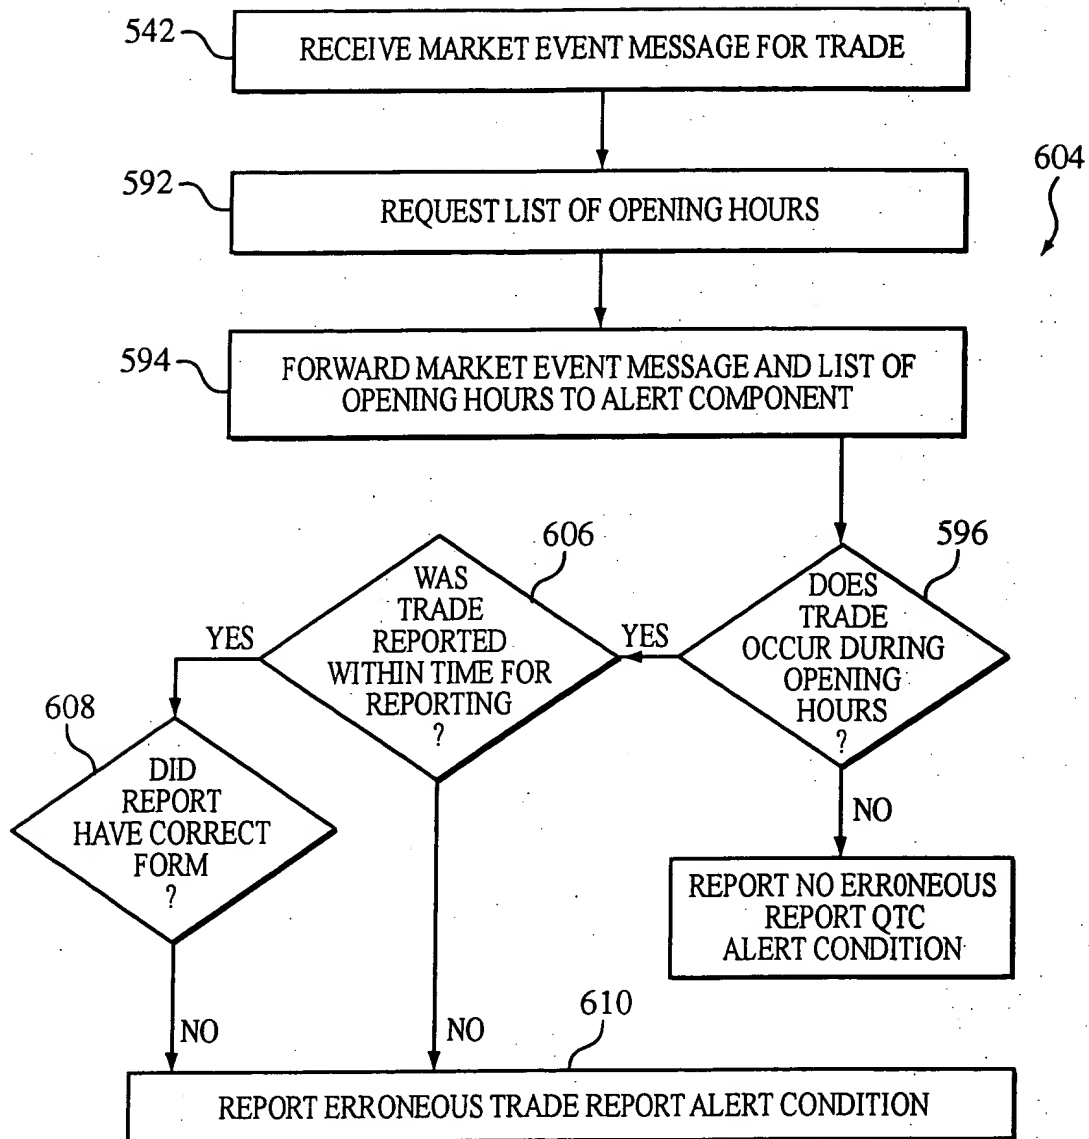 542
RECEIVE MARKET EVENT MESSAGE FOR TRADE
592
REQUEST LIST OF OPENING HOURS
604
594
FORWARD MARKET EVENT MESSAGE AND LIST OF
OPENING HOURS TO ALERT COMPONENT
596
DOES
TRADE
OCCUR DURING
OPENING
HOURS
?
YES
NO
606
WAS
TRADE
REPORTED
WITHIN TIME FOR
REPORTING
?
YES
NO
608
DID
REPORT
HAVE CORRECT
FORM
?
NO
REPORT NO ERR0NEOUS
REPORT QTC
ALERT CONDITION
610
REPORT ERRONEOUS TRADE REPORT ALERT CONDITION